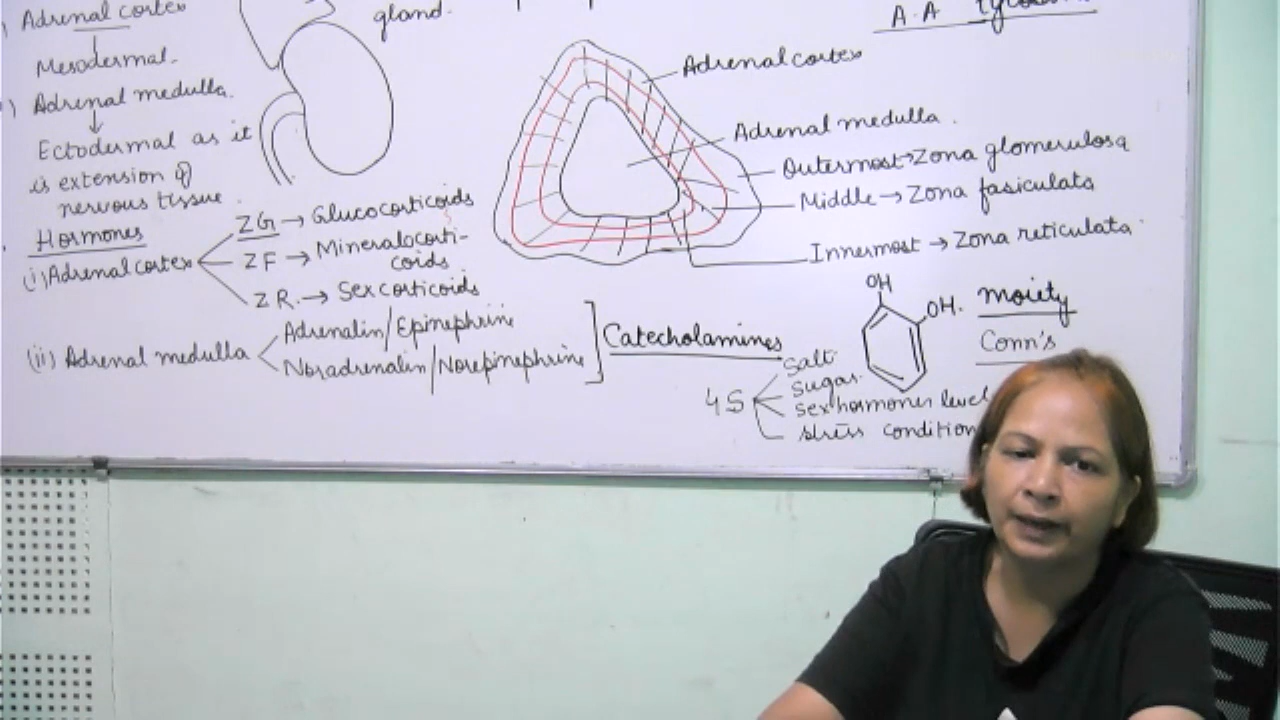 Adrenal cortex
Mesodermal.
Adrenal medulla.
Ectodermal as it
is extension of
nervous tissue.
Hormones
(i) Adrenal cortex
ZG → Glucocorticoids
ZF → Mineralocorti-
coids
ZR. → Sexcorticoids
(ii) Adrenal medulla
Adrenalin/Epinephrine
Noradrenalin/Norepinephrine
Catecholamines
gland.
A.A
Adrenal cortex
Adrenal medulla.
Outermost → Zona glomerulosa
Middle → Zona fasiculata
Innermost → Zona reticulata.
OH
OH.
moiety
Conn's
4S
Salt
Sugar.
Sex hormones level
stress condition